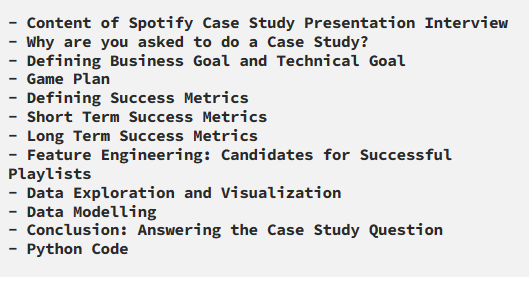 – Content of Spotify Case Study Presentation Interview
– Why are you asked to do a Case Study?
– Defining Business Goal and Technical Goal
– Game Plan
– Defining Success Metrics
– Short Term Success Metrics
– Long Term Success Metrics
– Feature Engineering: Candidates for Successful
Playlists
– Data Exploration and Visualization
– Data Modelling
– Conclusion: Answering the Case Study Question
– Python Code